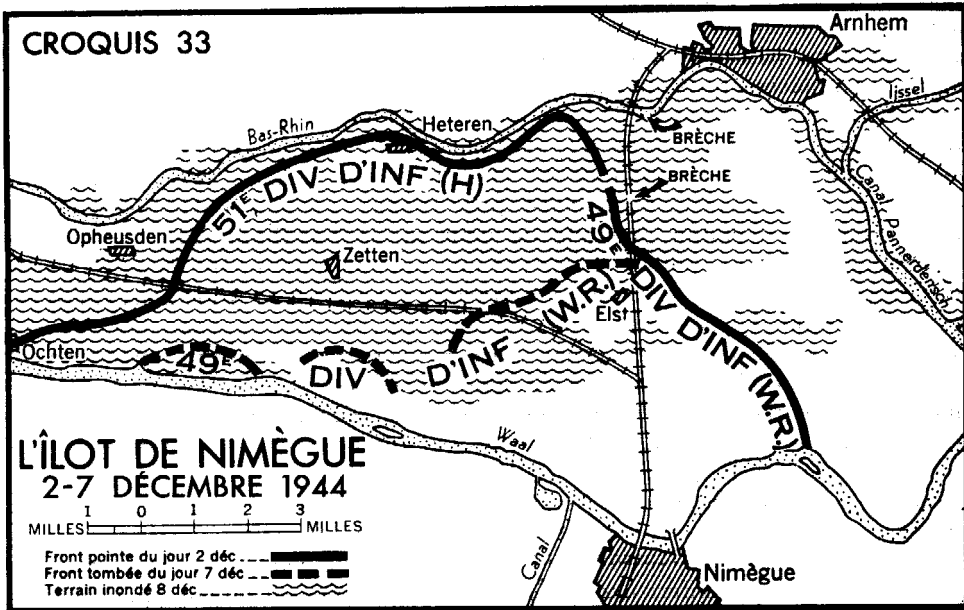 CROQUIS 33
Arnhem
Ijssel
Bas-Rhin
Heteren
BRÈCHE
BRÈCHE
51E, DIV D'INF (H)
Canal Pannerdensch
Opheusden
Zetten
49E DIV D'INF (W.R.)
Elst
Ochten
49E DIV D'INF (W.R.)
Waal
L'ÎLOT DE NIMÈGUE
2-7 DÉCEMBRE 1944
1 0 1 2 3
MILLES MILLES
Front pointe du jour 2 déc
Front tombée du jour 7 déc
Terrain inondé 8 déc
Canal
Nimègue